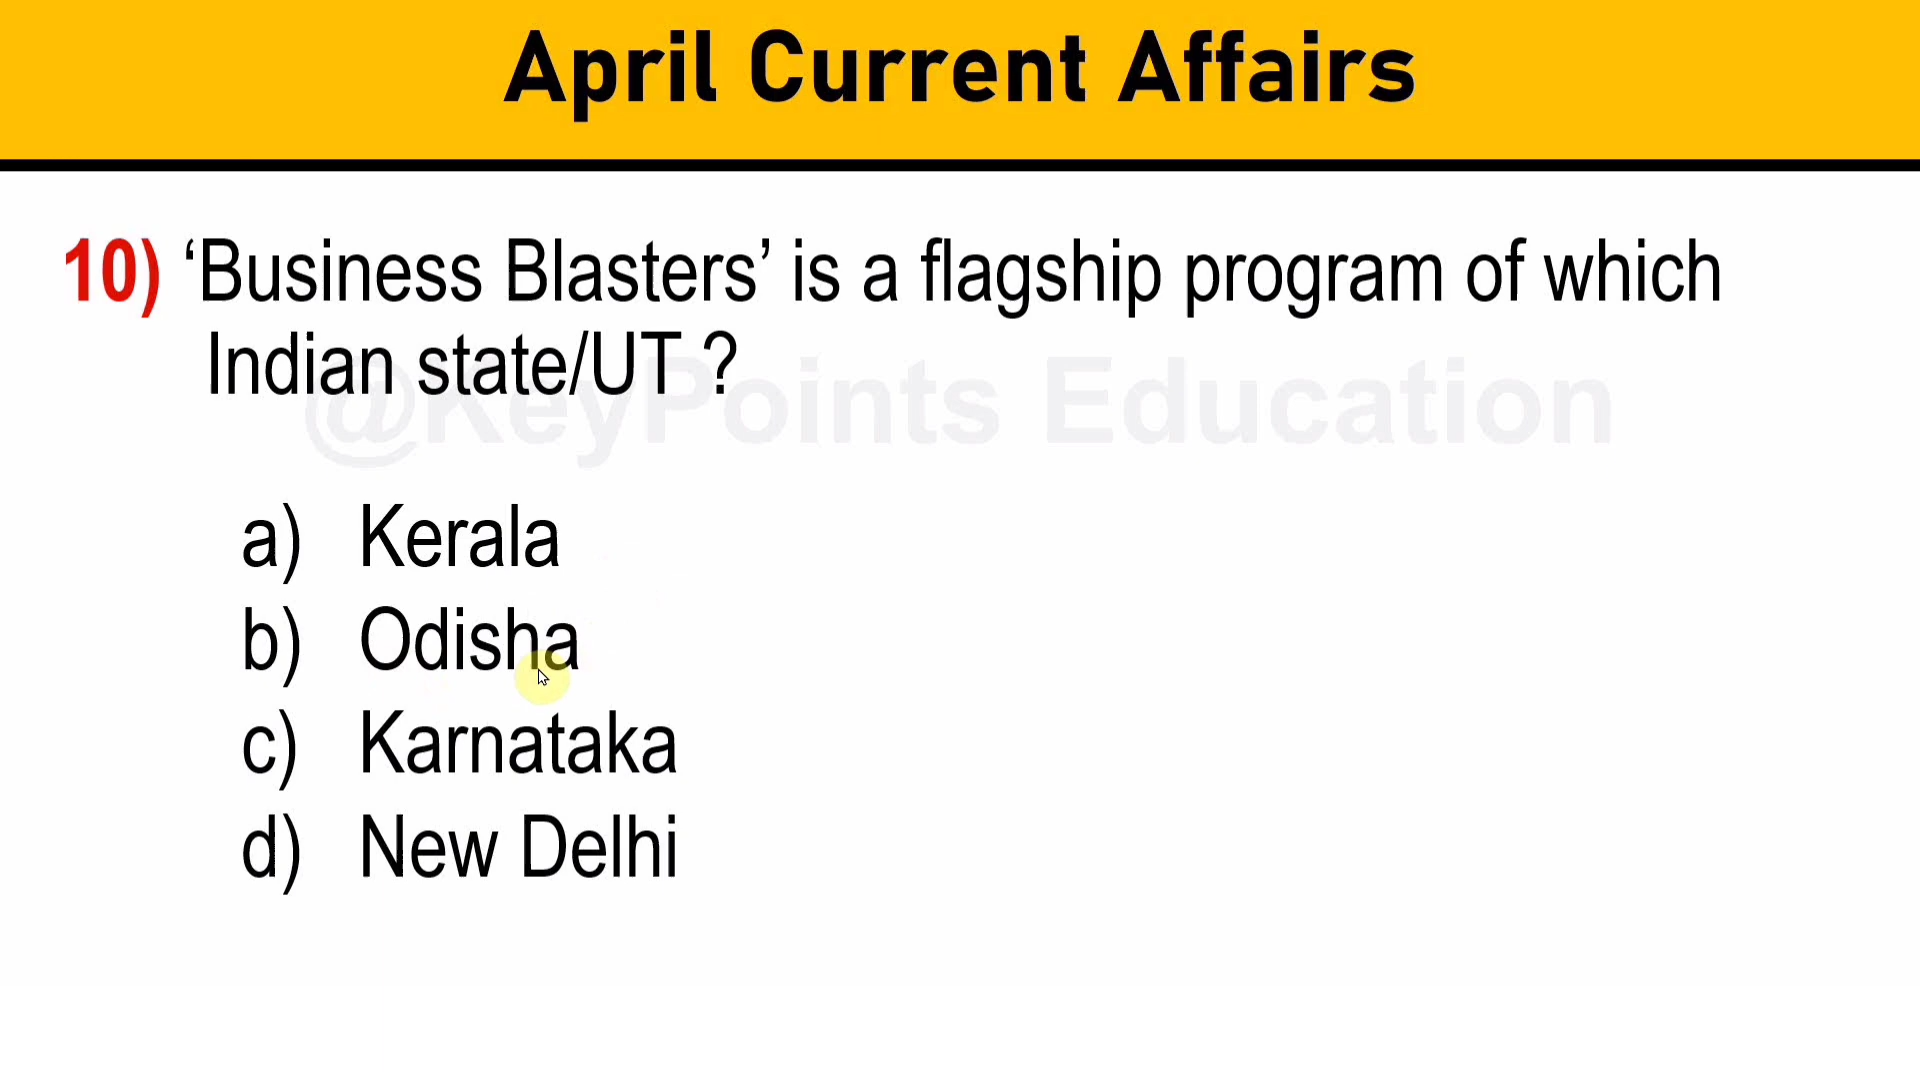 April Current Affairs
10) ‘Business Blasters’ is a flagship program of which
Indian state/UT ?
@KeyPoints Education
a) Kerala
b) Odisha
c) Karnataka
d) New Delhi